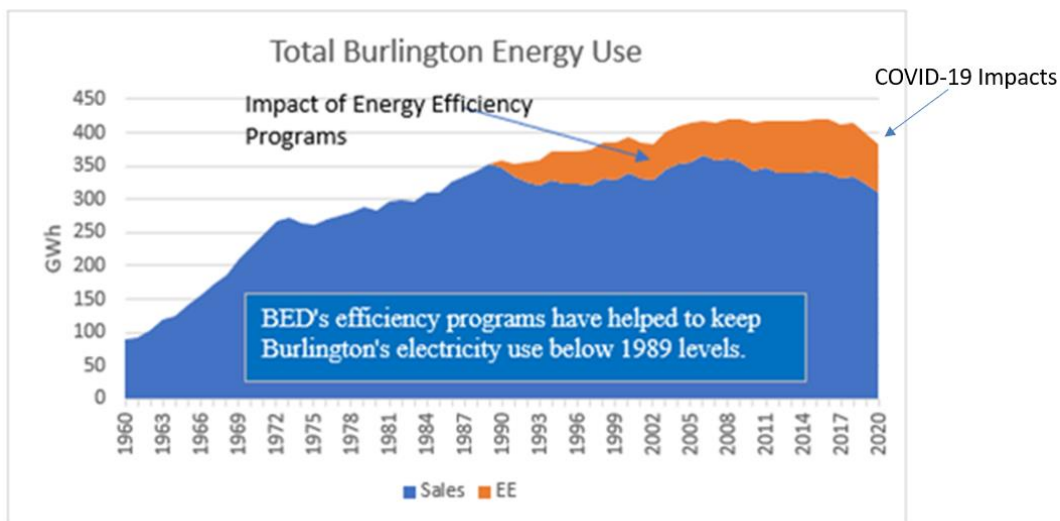 Total Burlington Energy Use
COVID-19 Impacts
Impact of Energy Efficiency
Programs
450
400
350
300
250
200
150
100
50
0
GWh
BED's efficiency programs have helped to keep
Burlington's electricity use below 1989 levels.
1960 1963 1966 1969 1972 1975 1978 1981 1984 1987 1990 1993 1996 1999 2002 2005 2008 2011 2014 2017 2020
Sales EE